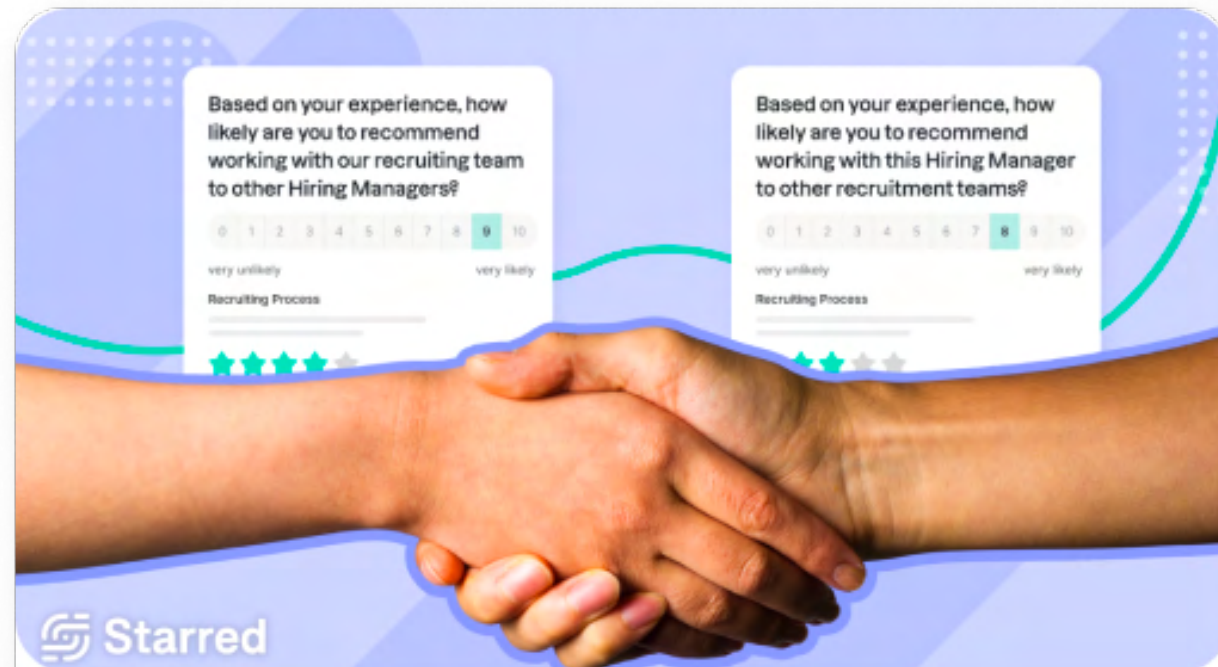 Based on your experience, how
likely are you to recommend
working with our recruiting team
to other Hiring Managers?
0 1 2 3 4 5 6 7 8 9 10
very unlikely very likely
Recruiting Process
Based on your experience, how
likely are you to recommend
working with this Hiring Manager
to other recruitment teams?
0 1 2 3 4 5 6 7 8 9 10
very unlikely very likely
Recruiting Process
Starred